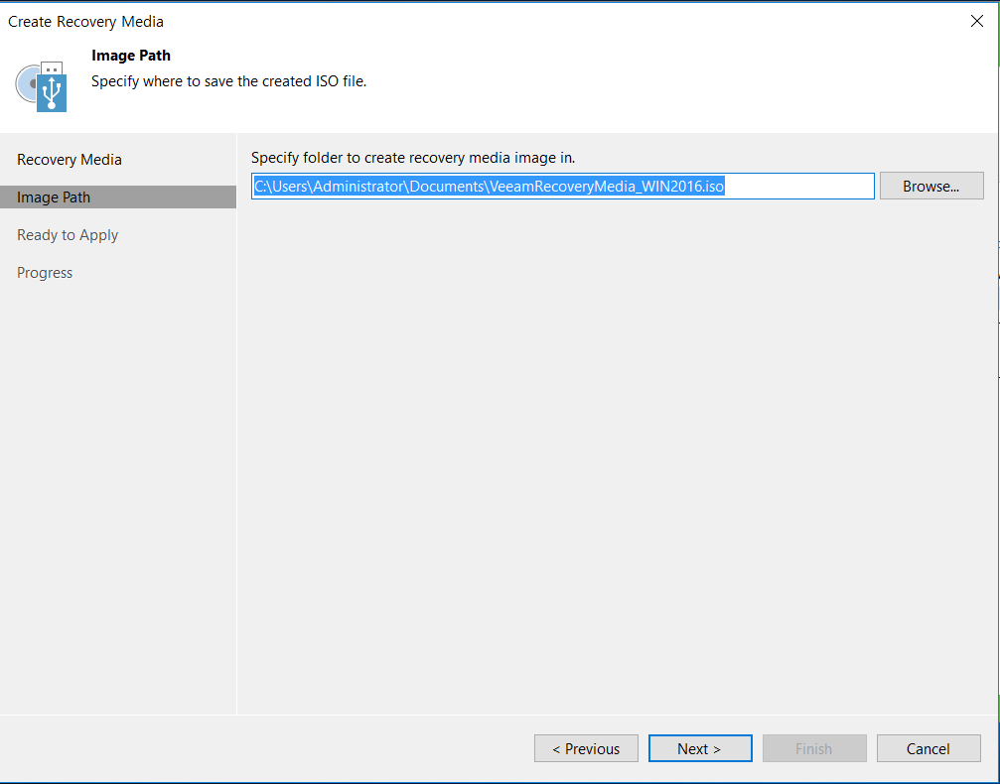 Create Recovery Media
Image Path
Specify where to save the created ISO file.
Recovery Media
Image Path
Ready to Apply
Progress
Specify folder to create recovery media image in.
C:\Users\Administrator\Documents\VeeamRecoveryMedia_WIN2016.iso
Browse...
< Previous
Next >
Finish
Cancel